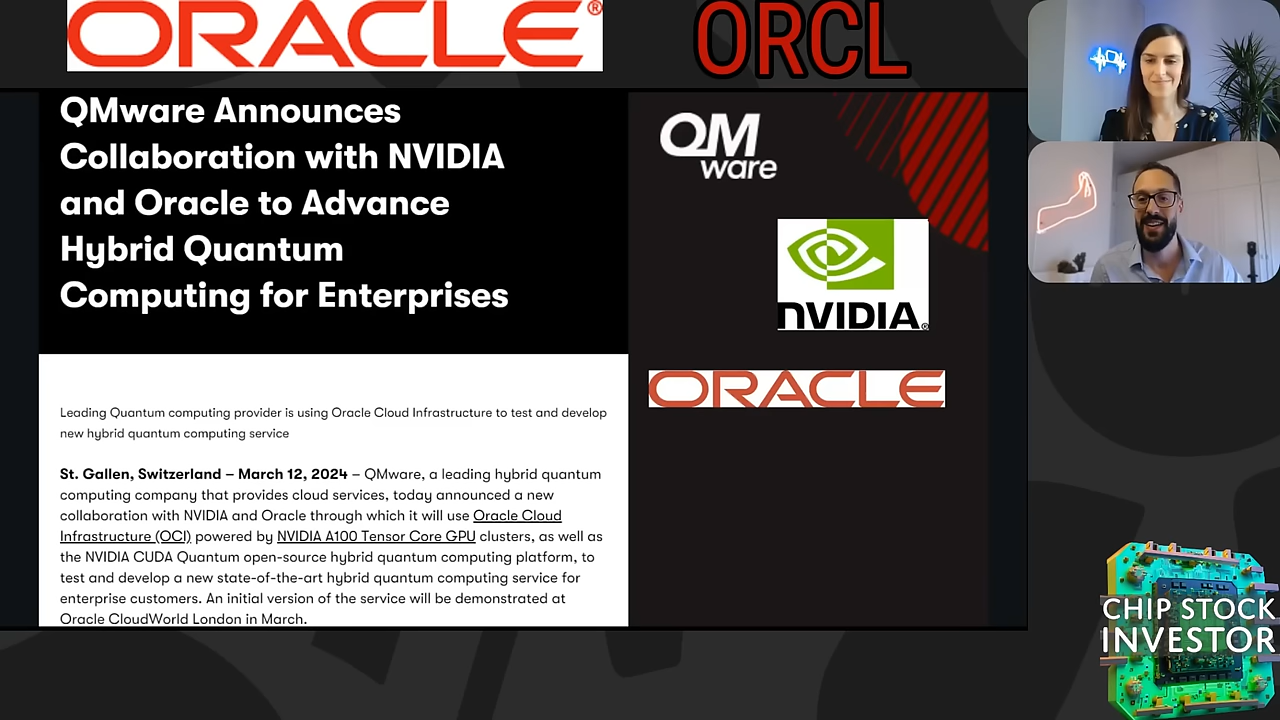 ORACLE®
ORCL
QMware Announces
Collaboration with NVIDIA
and Oracle to Advance
Hybrid Quantum
Computing for Enterprises
Leading Quantum computing provider is using Oracle Cloud Infrastructure to test and develop
new hybrid quantum computing service
St. Gallen, Switzerland – March 12, 2024 – QMware, a leading hybrid quantum
computing company that provides cloud services, today announced a new
collaboration with NVIDIA and Oracle through which it will use Oracle Cloud
Infrastructure (OCI) powered by NVIDIA A100 Tensor Core GPU clusters, as well as
the NVIDIA CUDA Quantum open-source hybrid quantum computing platform, to
test and develop a new state-of-the-art hybrid quantum computing service for
enterprise customers. An initial version of the service will be demonstrated at
Oracle CloudWorld London in March.
QM
ware
NVIDIA®
ORACLE
CHIP STOCK
INVESTOR